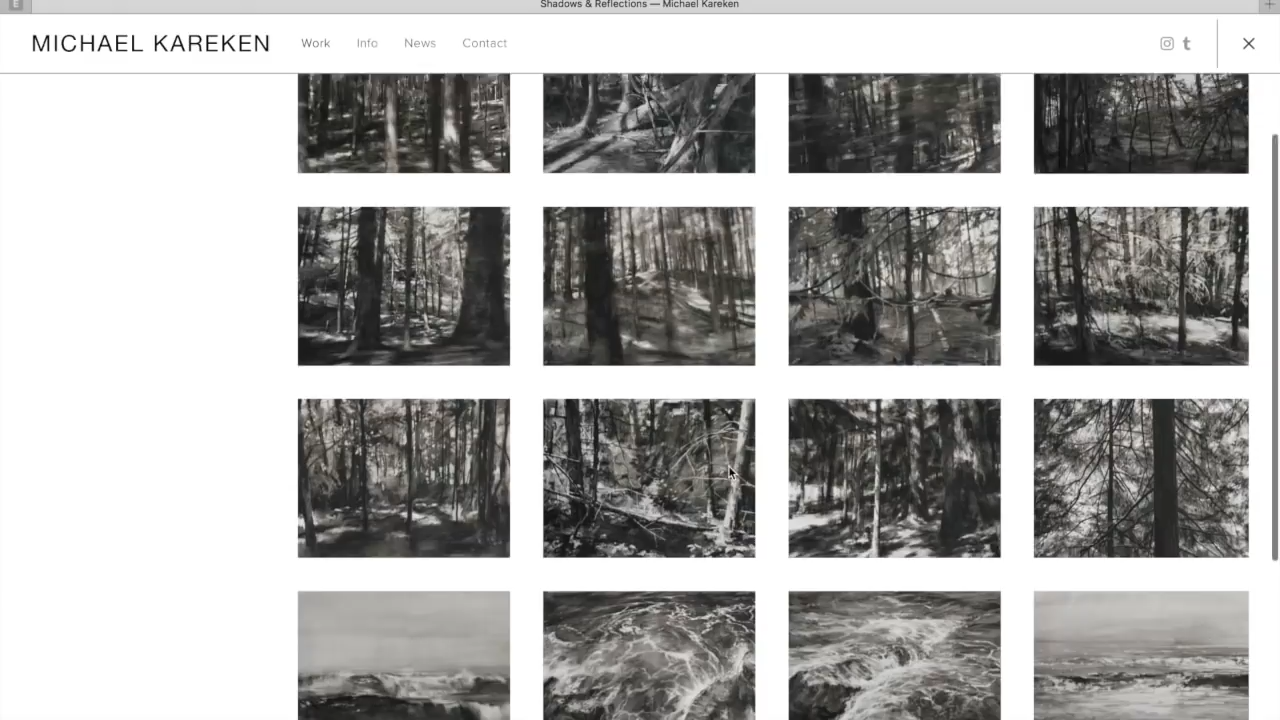 E
Shadows & Reflections — Michael Kareken
MICHAEL KAREKEN
Work
Info
News
Contact